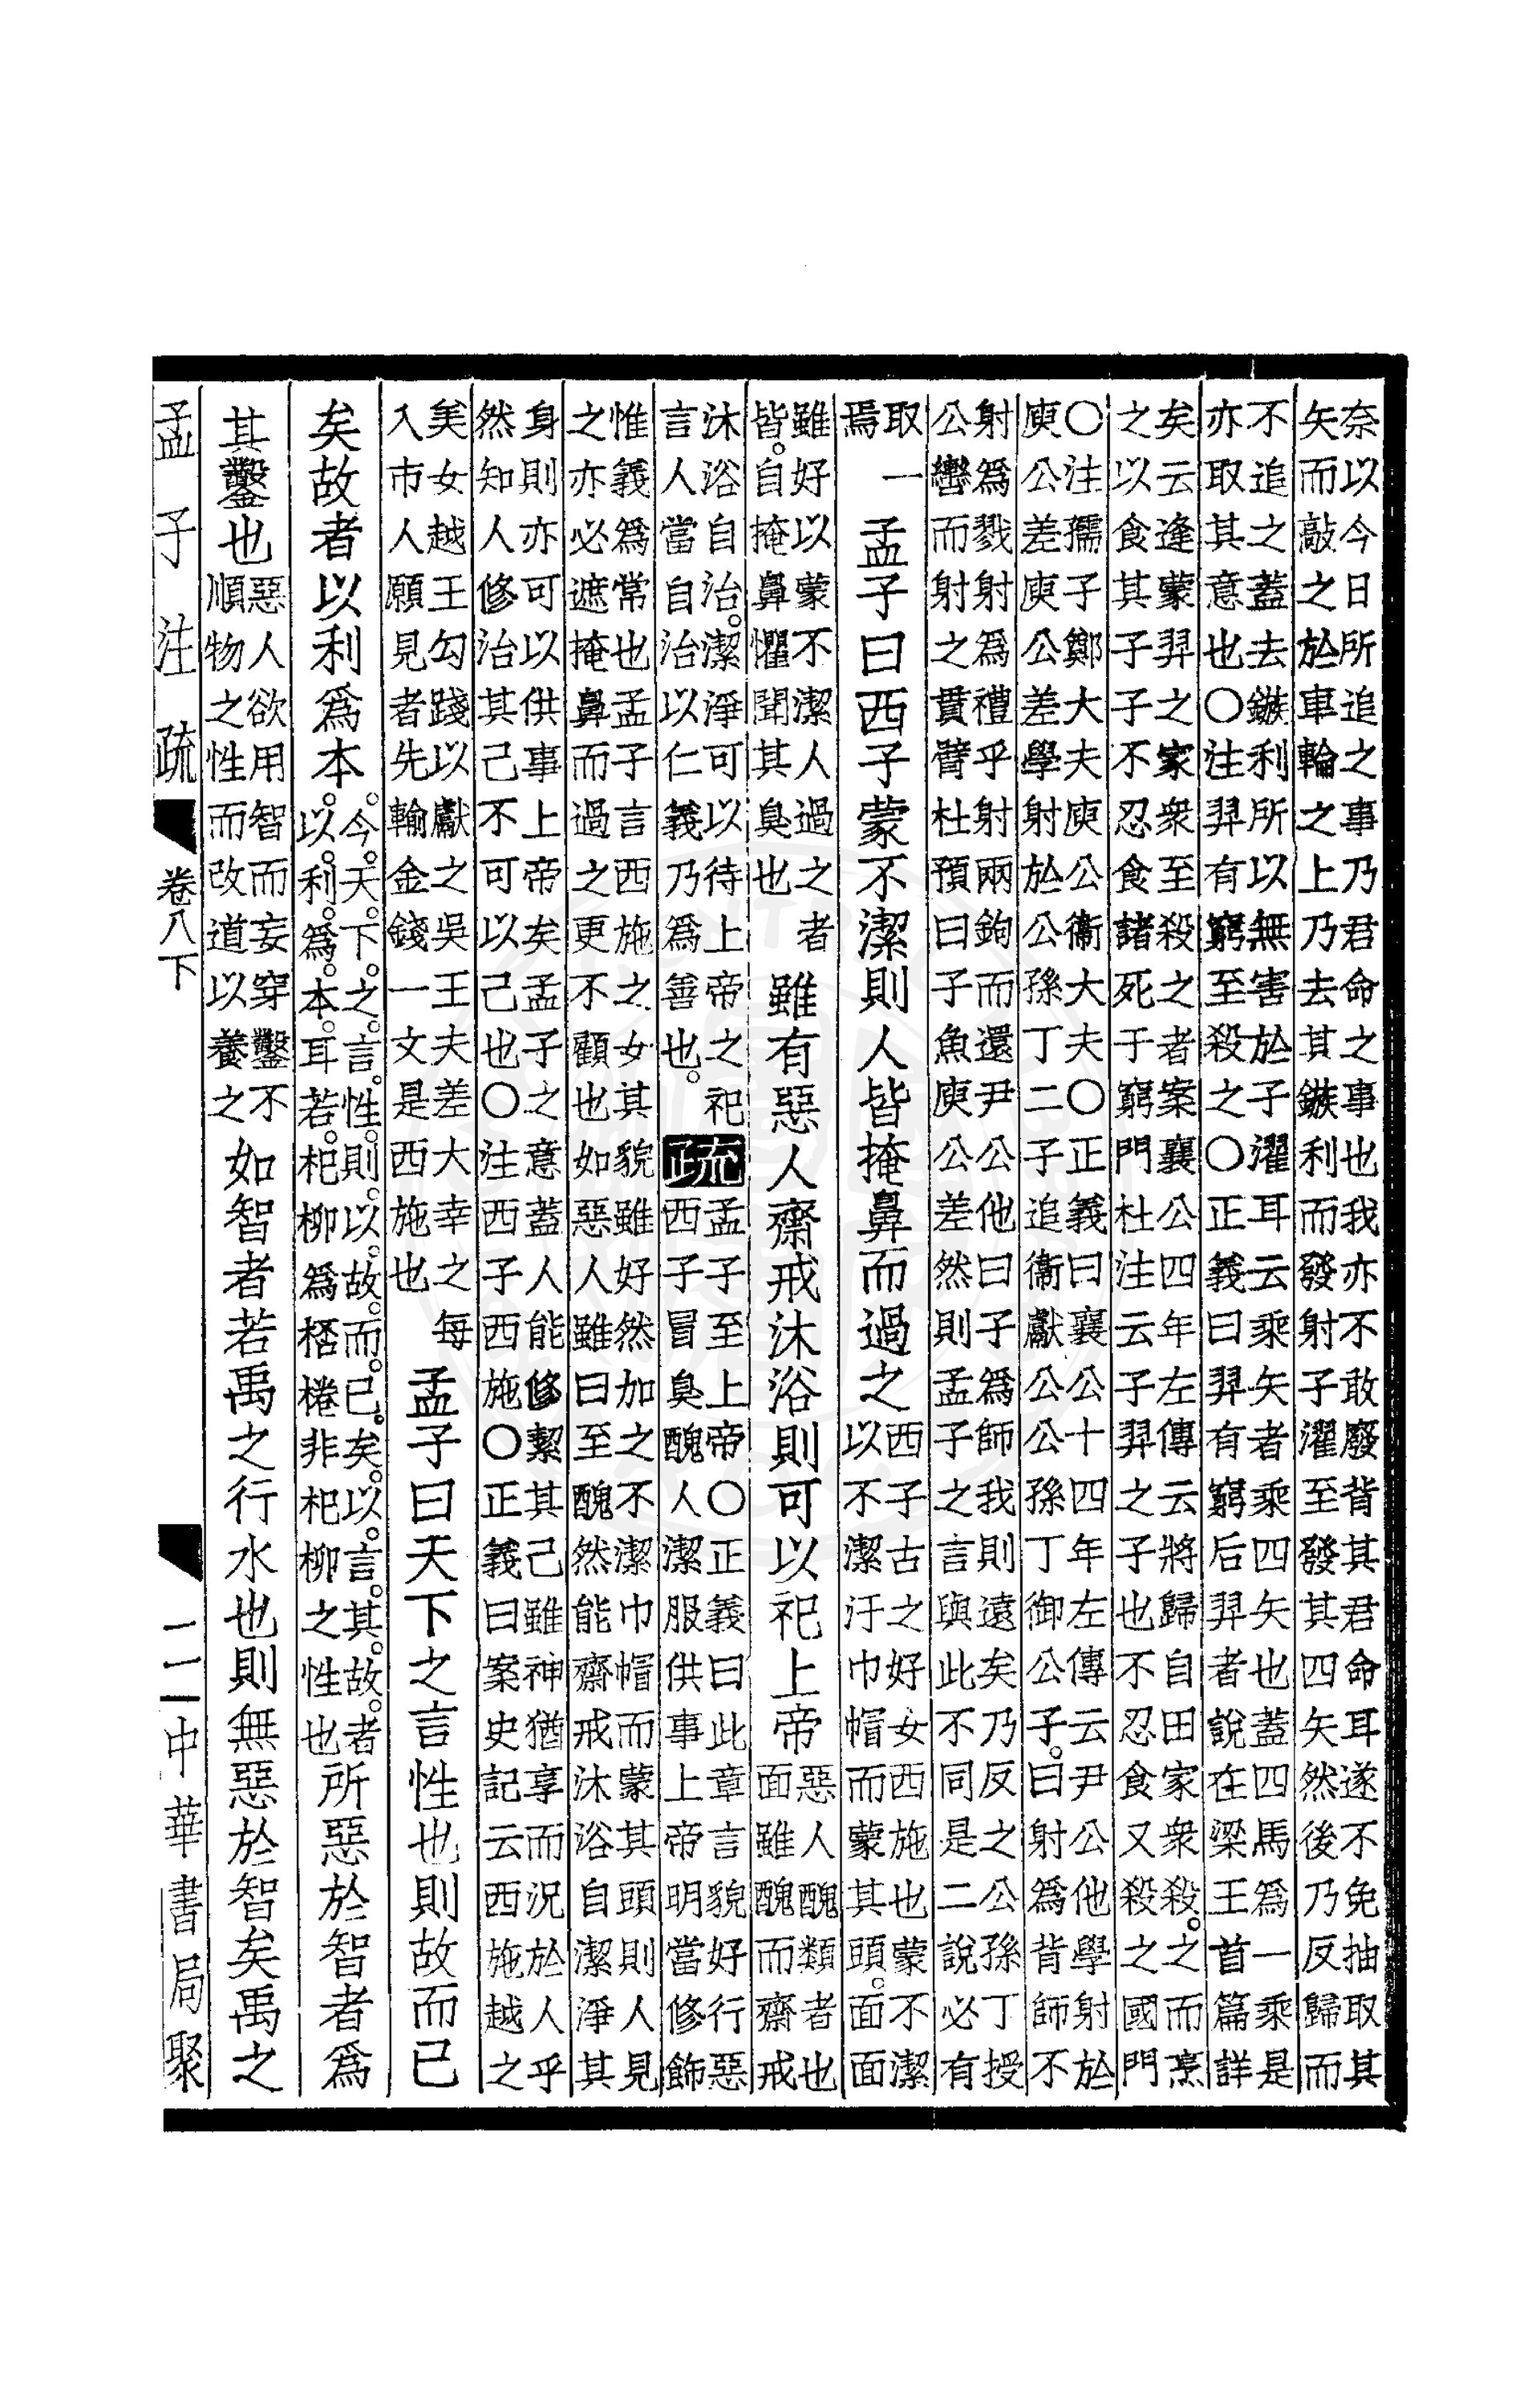 奈以今日所追之事乃君命之事也我亦不敢廢背其君命耳遂不免抽取其
矢而敲之於車輪之上乃去其鏃利而發射子濯至發其四矢然後乃反歸而
不追之蓋去鏃利所以無害於子濯耳云乘矢者乘四矢也蓋四馬爲一乘是
亦取其意也○注羿有窮至殺之○正義曰羿有窮后羿者說在梁王首篇詳
矣云逢蒙羿之家衆至殺之者案襄公四年左傳云將歸自田家衆殺。之而烹
之以食其子子不忍食諸死于窮門杜注云子羿之子也不忍食又殺之國門
○注孺子鄭大夫庾公衞大夫○正義曰襄公十四年左傳云尹公他學射於
庾公差庾公差學射於公孫丁二子追衞獻公公孫丁御公子。曰射爲背師不
射爲戮射爲禮乎射兩鉤而還尹公他曰子爲師我則遠矣乃反之公孫丁授
公轡而射之貫臂杜預曰子魚庾公差然則孟子之言與此不同是二說必有
取一
焉
孟子曰西子蒙不潔則人皆掩鼻而過之
西子古之好女西施也蒙不潔
以不潔汙巾帽而蒙其頭。面面
雖好以蒙不潔人過之者
皆。自掩鼻懼聞其臭也
雖有惡人齋戒沐浴則可以祀上帝
惡人醜類者也
面雖醜而齋戒
沐浴自治。潔淨可以待上帝之祀
言人當自治以仁義乃爲善也。
疏
孟子至上帝○正義曰此章言貌好行惡
西子冒臭醜人潔服供事上帝明當修飾
惟義爲常也孟子言西施之女其貌雖好然加之不潔巾帽而蒙其頭則人見
之亦必遮掩鼻而過之更不顧也如惡人雖曰至醜然能齋戒沐浴自潔淨其
身則亦可以供事上帝矣孟子之意蓋人能修絜其己雖神猶享而況於人乎
然知人修治其己不可以己也○注西子西施○正義曰案史記云西施越之
美女越王勾踐以獻之吳王夫差大幸之每
入市人願見者先輸金錢一文是西施也
孟子曰天下之言性也則故而已
矣故者以利爲本
。今。天。下。之。言。性。則。以。故。而。已。矣。以。言。其。故。者
。以。利。爲。本。耳若。杞柳爲桮棬非杞柳之性也
所惡於智者爲
其鑿也
惡人欲用智而妄穿鑿不
順物之性而改道以養之
如智者若禹之行水也則無惡於智矣禹之
孟子注疏 卷八下 二一 中華書局聚